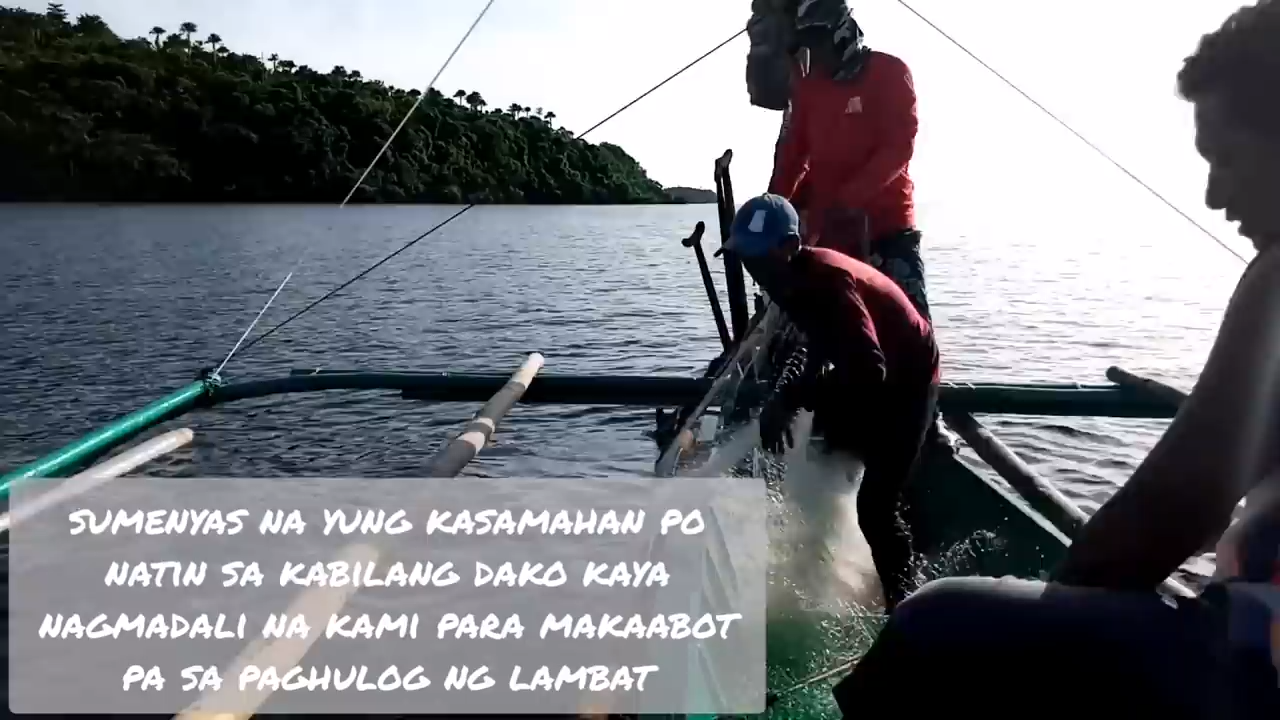 SUMENYAS NA YUNG KASAMAHAN PO
NATIN SA KABILANG DAKO KAYA
NAGMADALI NA KAMI PARA MAKAABOT
PA SA PAGHULOG NG LAMBAT